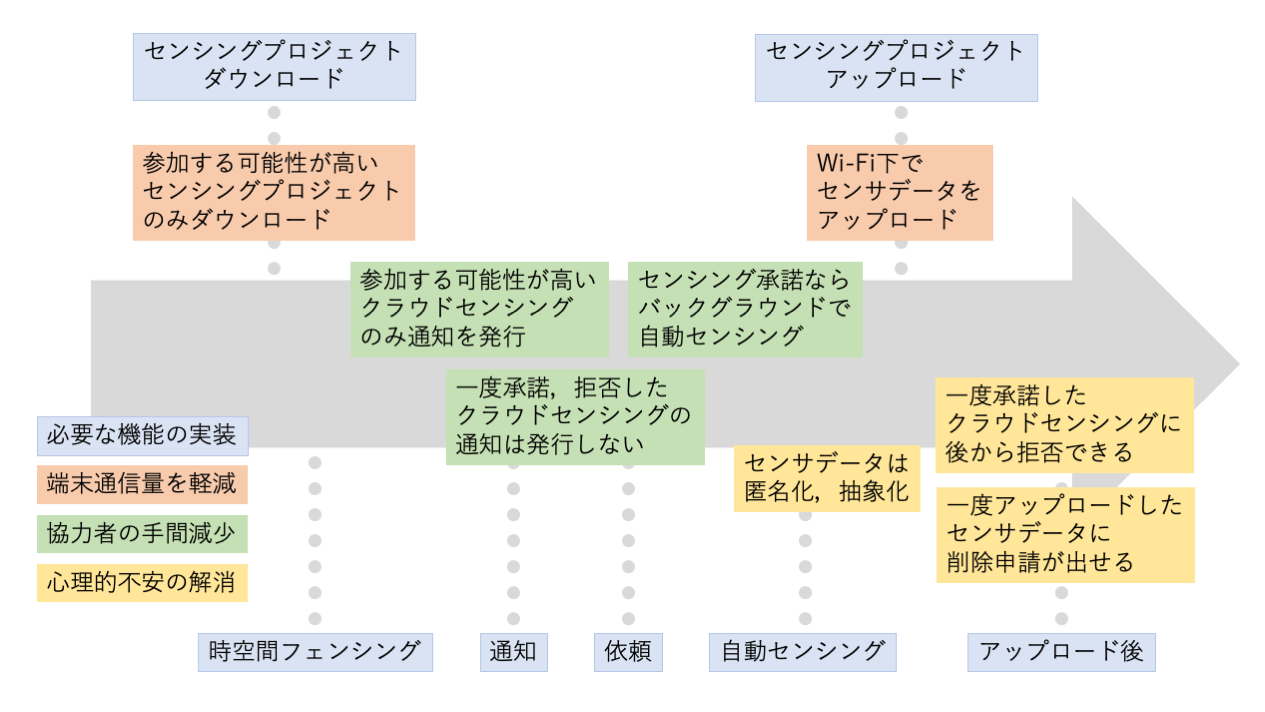 センシングプロジェクト
ダウンロード
センシングプロジェクト
アップロード
参加する可能性が高い
センシングプロジェクト
のみダウンロード
Wi-Fi下で
センサデータを
アップロード
参加する可能性が高い
クラウドセンシング
のみ通知を発行
センシング承諾なら
バックグラウンドで
自動センシング
一度承諾，拒否した
クラウドセンシングの
通知は発行しない
一度承諾した
クラウドセンシングに
後から拒否できる
センサデータは
匿名化，抽象化
一度アップロードした
センサデータに
削除申請が出せる
必要な機能の実装
端末通信量を軽減
協力者の手間減少
心理的不安の解消
時空間フェンシング
通知
依頼
自動センシング
アップロード後